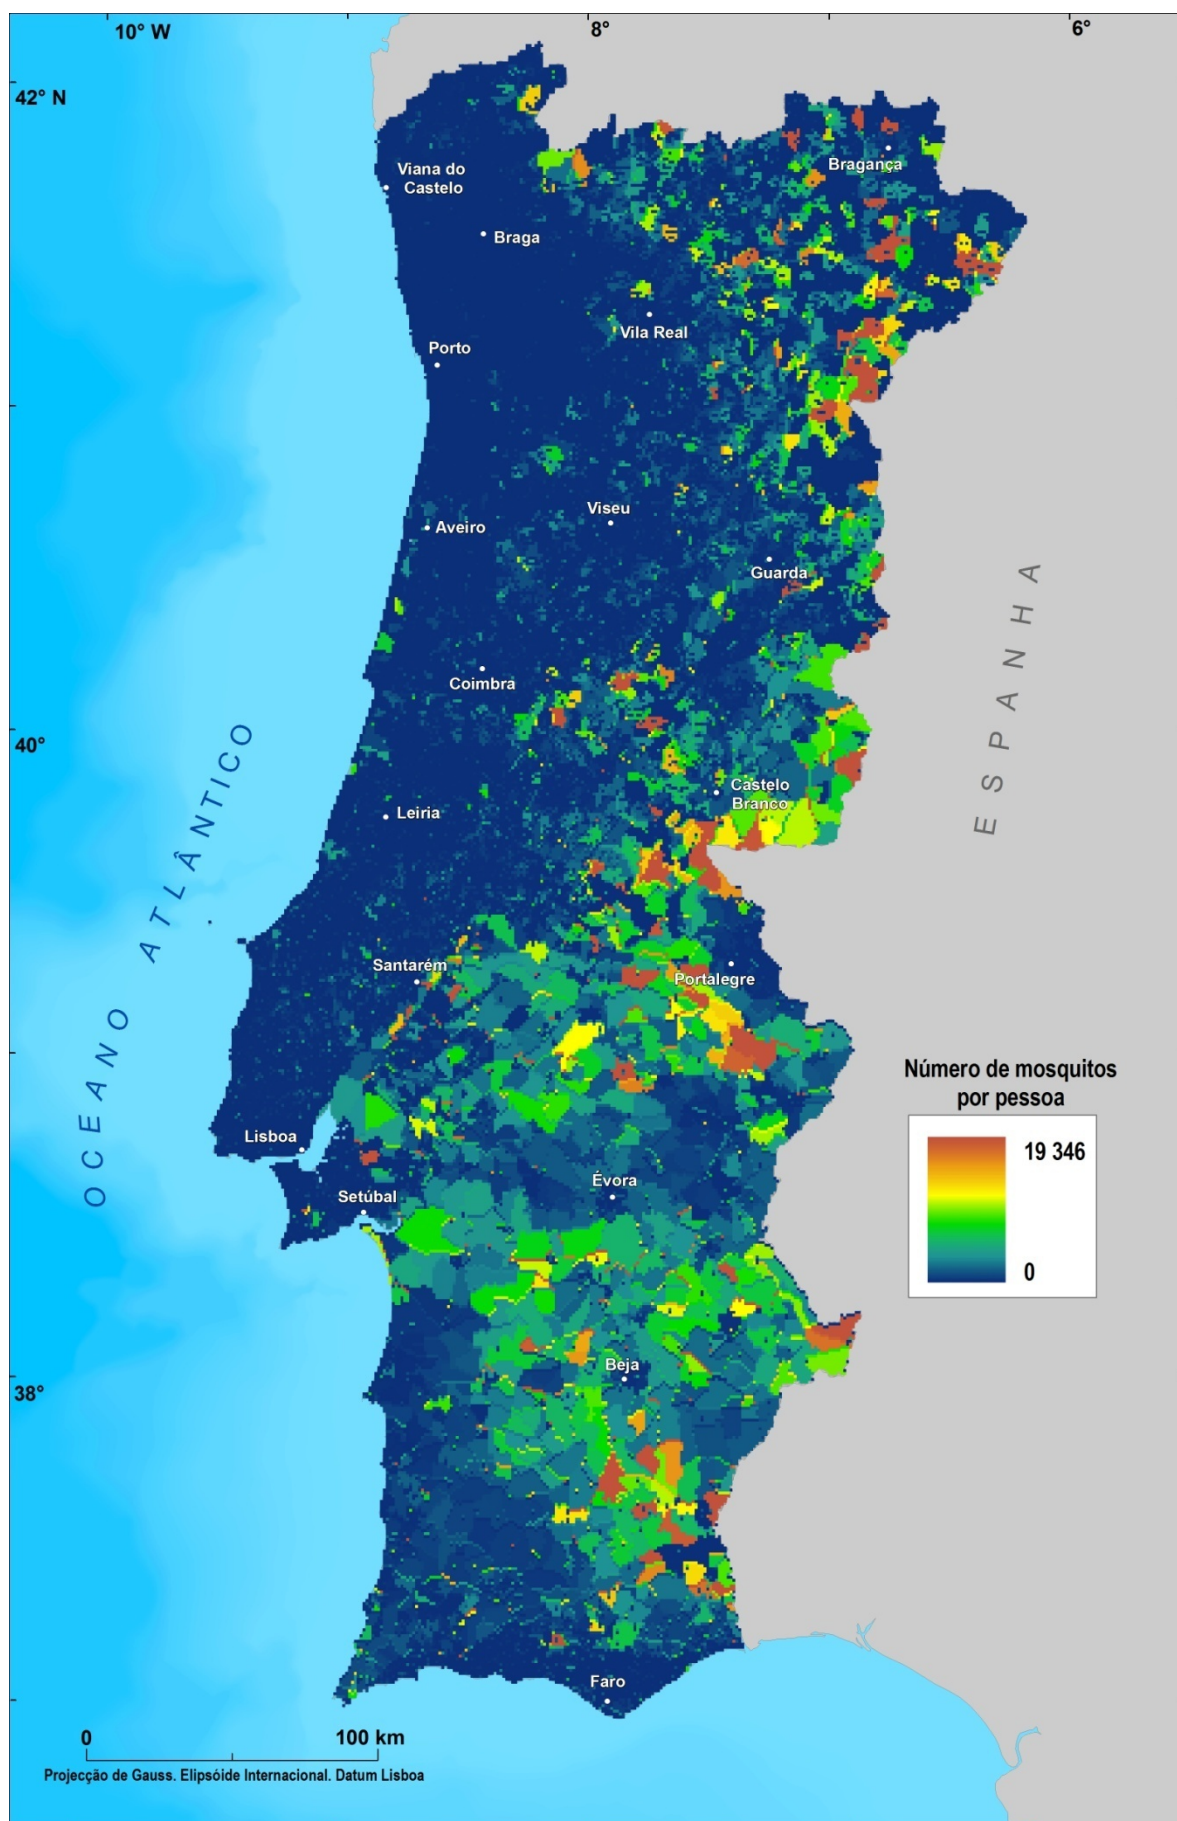 10° W
8°
6°
42° N
Bragança
Viana do
Castelo
Braga
Vila Real
Porto
Viseu
Aveiro
Guarda
Coimbra
ESPANHA
40°
Castelo
Branco
Leiria
OCEANO ATLÂNTICO
Santarém
Portalegre
Número de mosquitos
por pessoa
19 346
0
Lisboa
Évora
Setúbal
Beja
38°
Faro
0
100 km
Projecção de Gauss. Elipsóide Internacional. Datum Lisboa